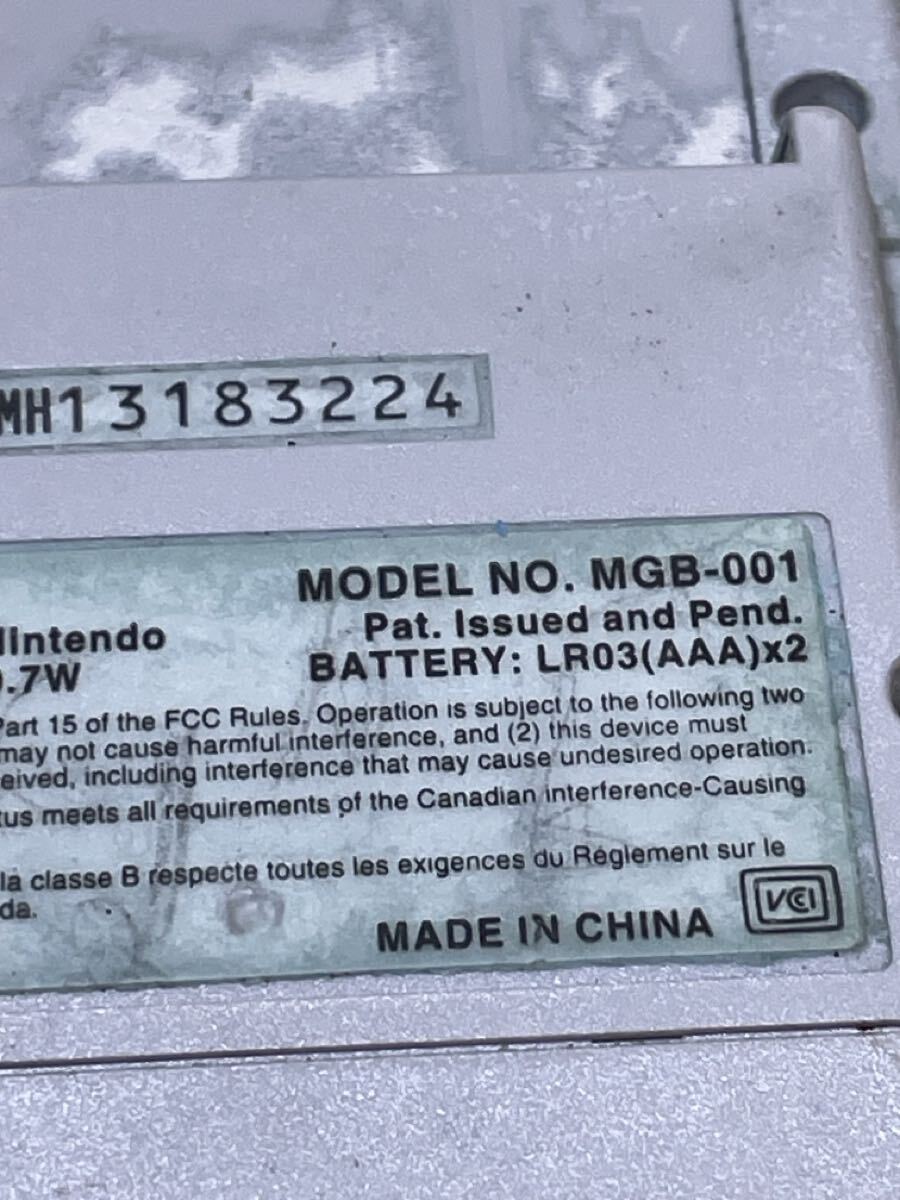 MH13183224
MODEL NO. MGB-001
Nintendo
Pat. Issued and Pend.
0.7W
BATTERY: LR03(AAA)x2
Part 15 of the FCC Rules. Operation is subject to the following two
may not cause harmful interference, and (2) this device must
eived, including interference that may cause undesired operation.
tus meets all requirements of the Canadian interference-Causing
la classe B respecte toutes les exigences du Règlement sur le
da.
MADE IN CHINA
VCCI